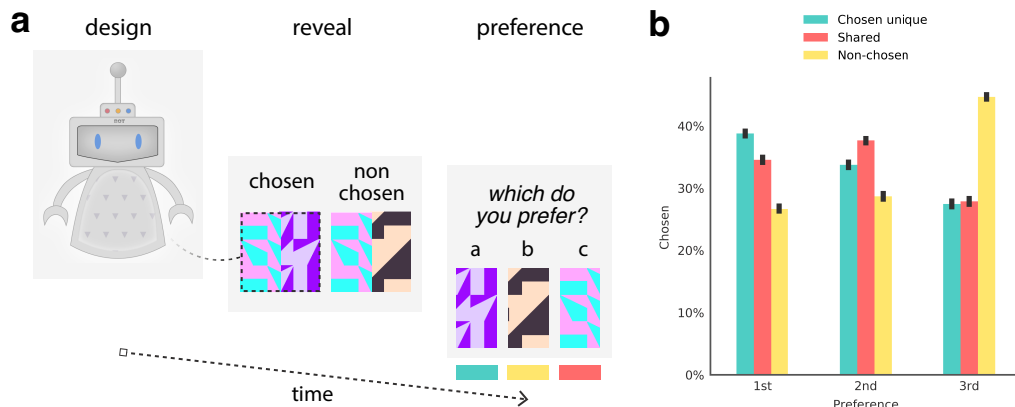 a
design
reveal
preference
BOT
chosen
non
chosen
which do
you prefer?
a b c
time
b
Chosen unique
Shared
Non-chosen
Chosen
40%
30%
20%
10%
0%
1st 2nd 3rd
Preference